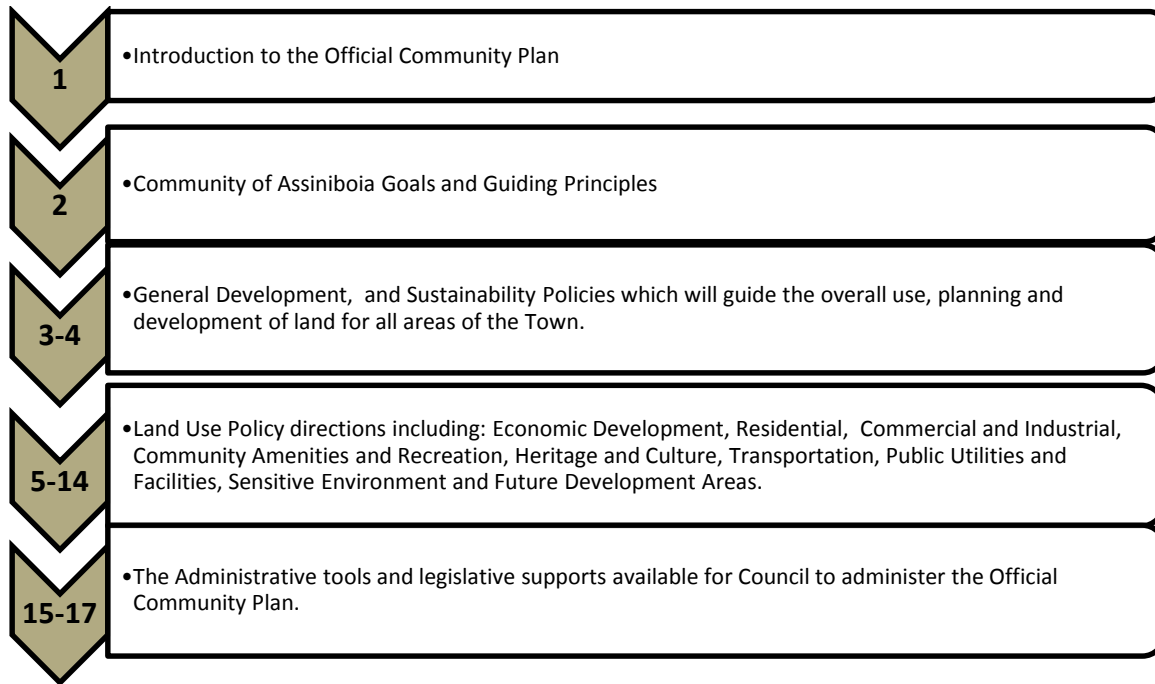 1
•Introduction to the Official Community Plan
2
•Community of Assiniboia Goals and Guiding Principles
3-4
•General Development,  and Sustainability Policies which will guide the overall use, planning and
development of land for all areas of the Town.
5-14
•Land Use Policy directions including: Economic Development, Residential,  Commercial and Industrial,
Community Amenities and Recreation, Heritage and Culture, Transportation, Public Utilities and
Facilities, Sensitive Environment and Future Development Areas.
15-17
•The Administrative tools and legislative supports available for Council to administer the Official
Community Plan.